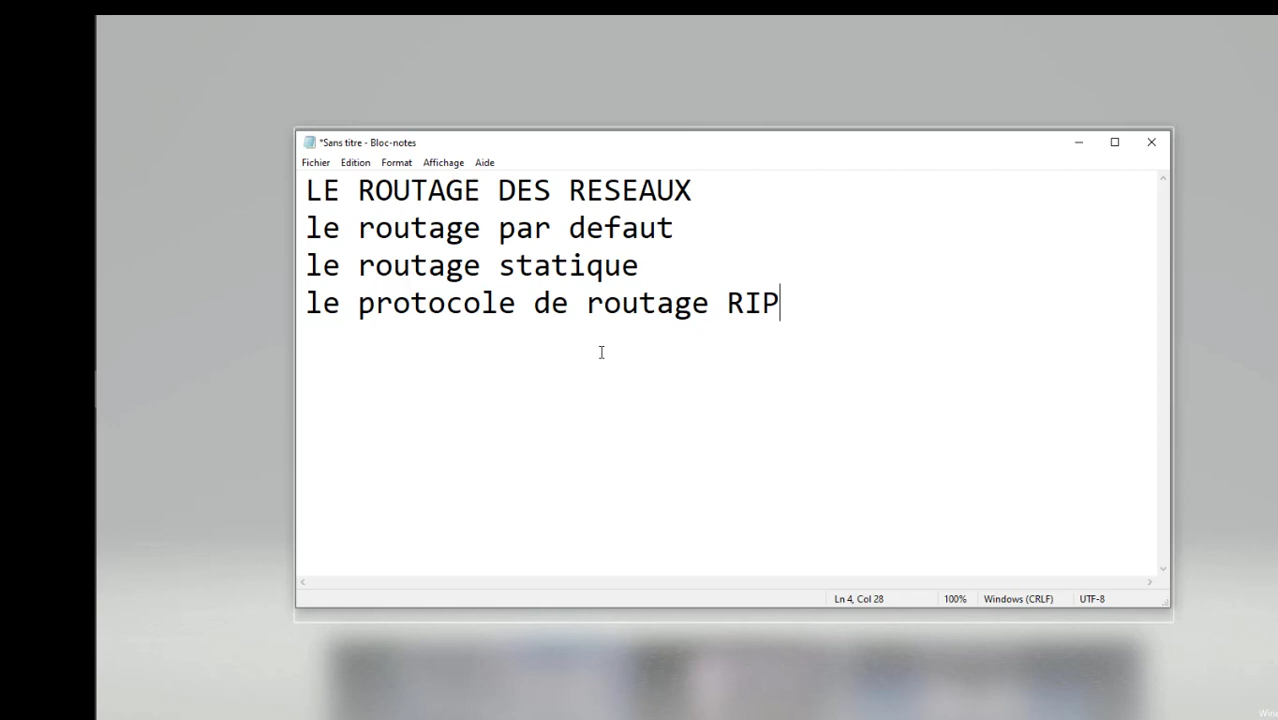 *Sans titre - Bloc-notes
Fichier Edition Format Affichage Aide
LE ROUTAGE DES RESEAUX
le routage par defaut
le routage statique
le protocole de routage RIP
Ln 4, Col 28 100% Windows (CRLF) UTF-8